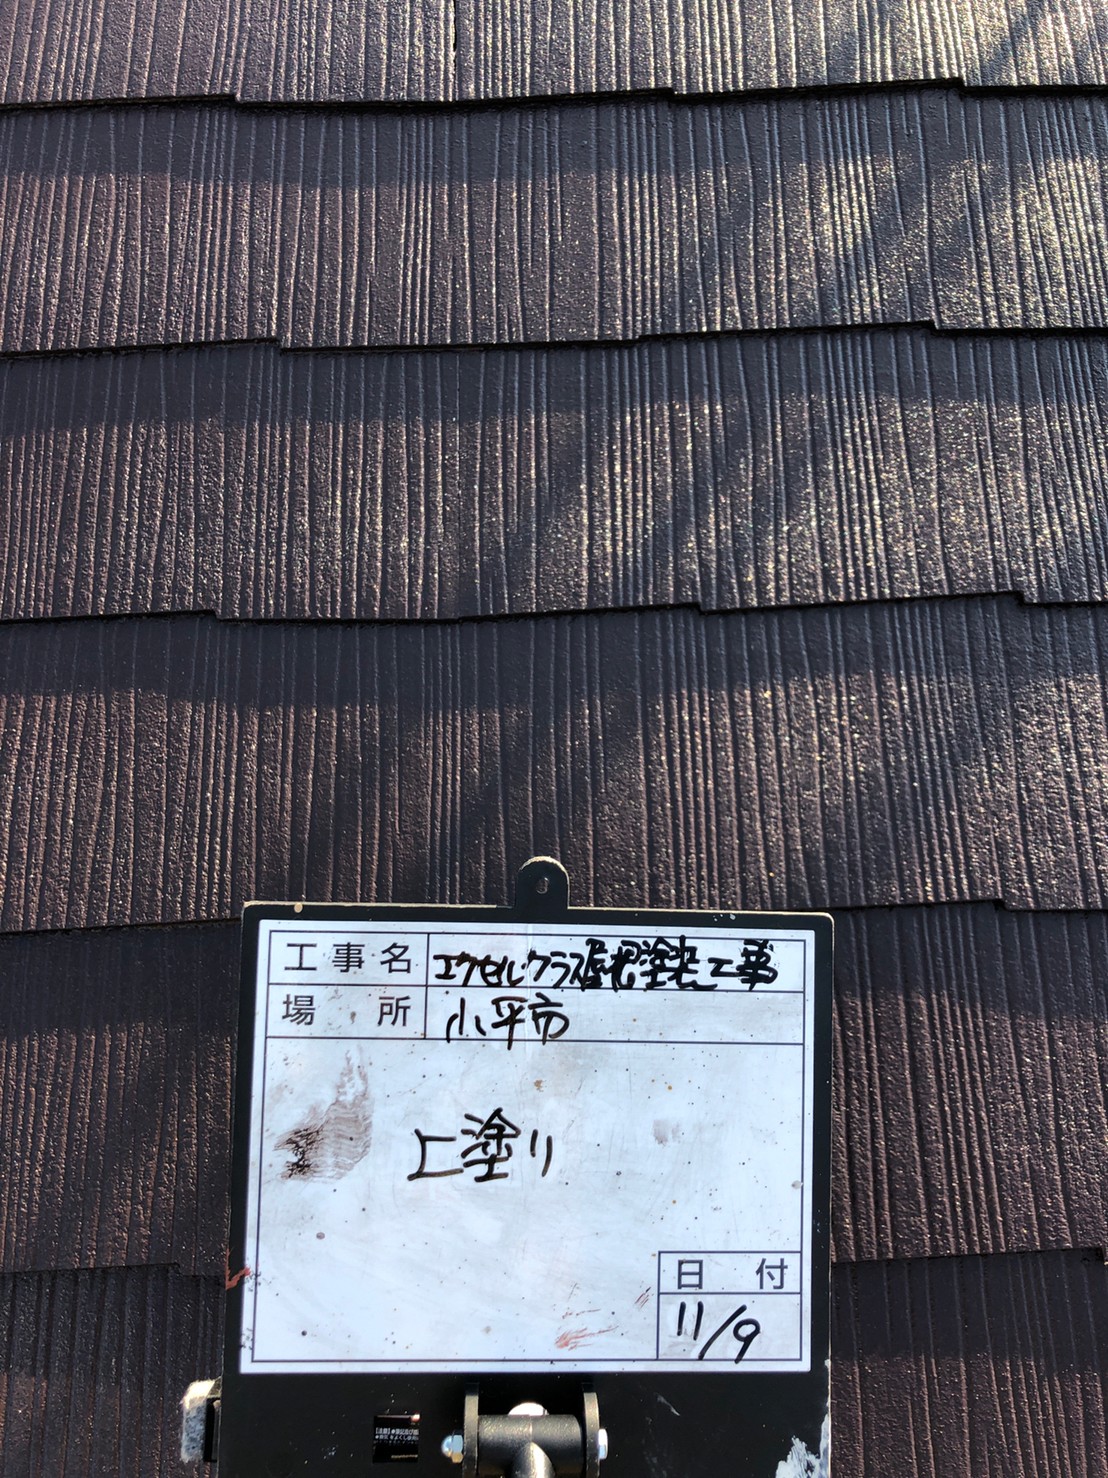 工事名 エクセルクラス屋根塗装工事
場所 小平市
上塗り
日付
11/9